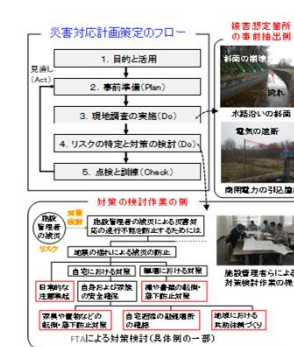 災害対応計画策定のフロー
1. 目的と活用
見直し
(Act)
2. 事前準備(Plan)
3. 現地調査の実施(Do)
4. リスクの特定と対策の検討(Do)
5. 点検と訓練(Check)
被害想定箇所
の事前抽出例
斜面の崩壊
流れ
水路沿いの斜面
電気の遮断
商用電力の引込箇
対策の検討作業の例
施設
管理者
の被災
リスク
対策
検討
施設管理者の被災による災害対
応の遂行不能を防止するためには
地震の揺れによる被災の防止
自宅における対策
職場における対策
日常的な
注意喚起
自身および家族
の安全確保
棚や書架の転倒・
落下防止対策
家具や置物などの
転倒・落下防止対策
自宅周辺の避難場所
の確認
地域における
共助体制づくり
FTAによる対策検討(具体例の一部)
施設管理者らによる
対策検討作業の様